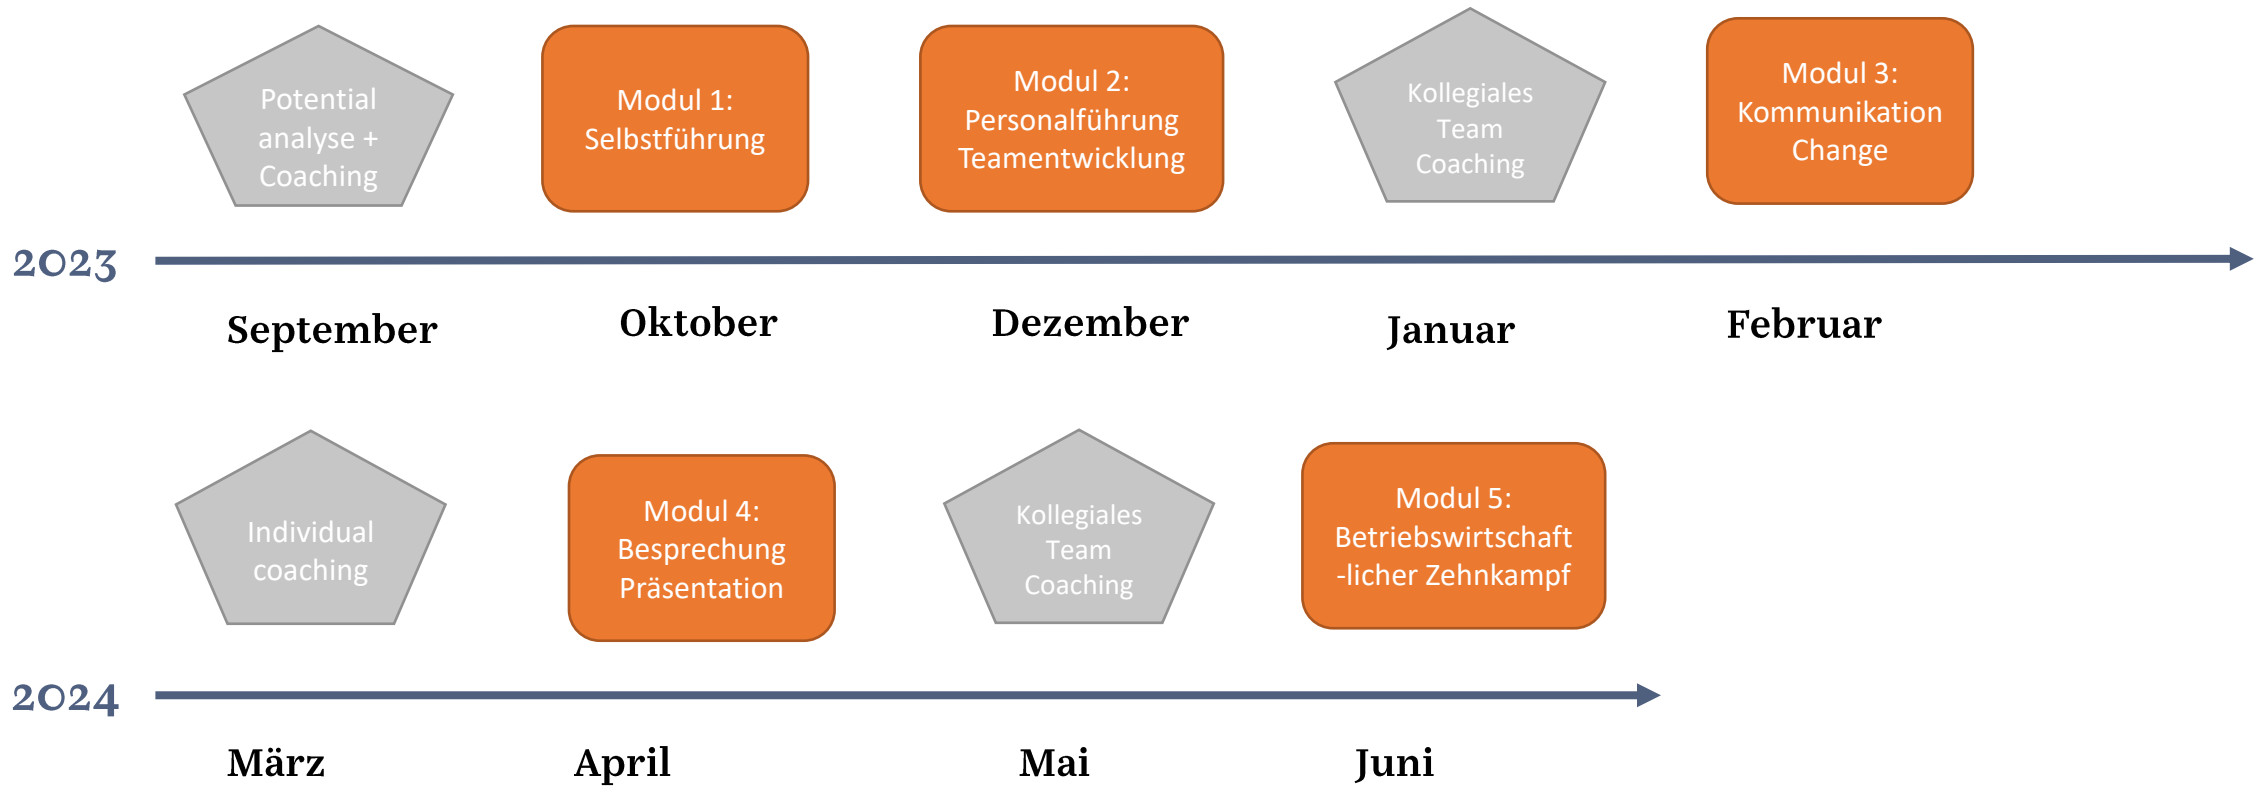 Potential
analyse +
Coaching
Modul 1:
Selbstführung
Modul 2:
Personalführung
Teamentwicklung
Kollegiales
Team
Coaching
Modul 3:
Kommunikation
Change
2023
September
Oktober
Dezember
Januar
Februar
Individual
coaching
Modul 4:
Besprechung
Präsentation
Kollegiales
Team
Coaching
Modul 5:
Betriebswirtschaft
-licher Zehnkampf
2024
März
April
Mai
Juni